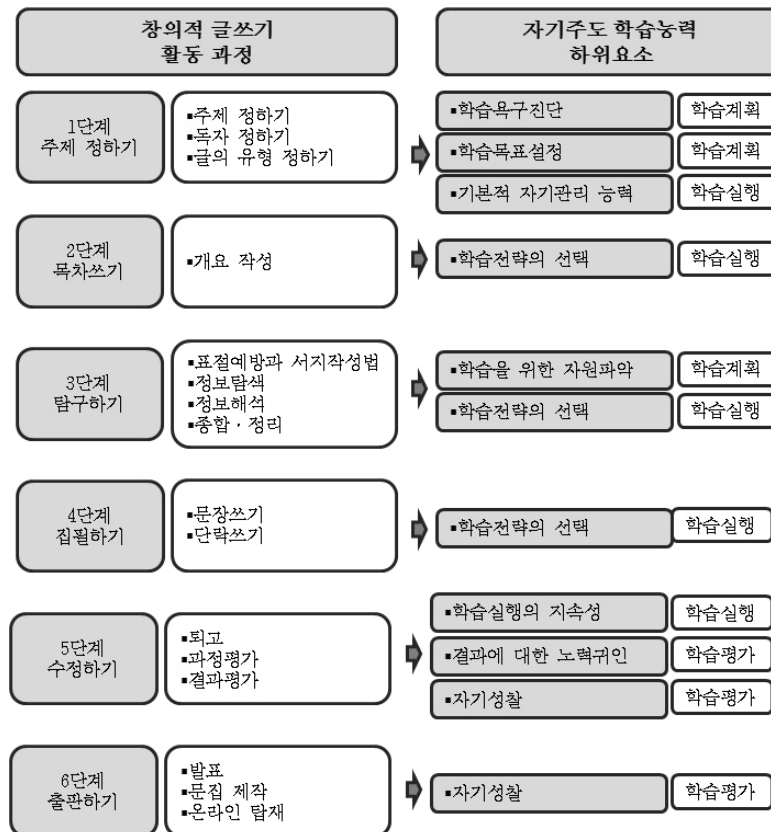 창의적 글쓰기
활동 과정
자기주도 학습능력
하위요소
1단계
주제 정하기
▪주제 정하기
▪독자 정하기
▪글의 유형 정하기
▪학습욕구진단
학습계획
▪학습목표설정
학습계획
▪기본적 자기관리 능력
학습실행
2단계
목차쓰기
▪개요 작성
▪학습전략의 선택
학습실행
3단계
탐구하기
▪표절예방과 서지작성법
▪정보탐색
▪정보해석
▪종합·정리
▪학습을 위한 자원파악
학습계획
▪학습전략의 선택
학습실행
4단계
집필하기
▪문장쓰기
▪단락쓰기
▪학습전략의 선택
학습실행
5단계
수정하기
▪퇴고
▪과정평가
▪결과평가
▪학습실행의 지속성
학습실행
▪결과에 대한 노력귀인
학습평가
▪자기성찰
학습평가
6단계
출판하기
▪발표
▪문집 제작
▪온라인 탑재
▪자기성찰
학습평가